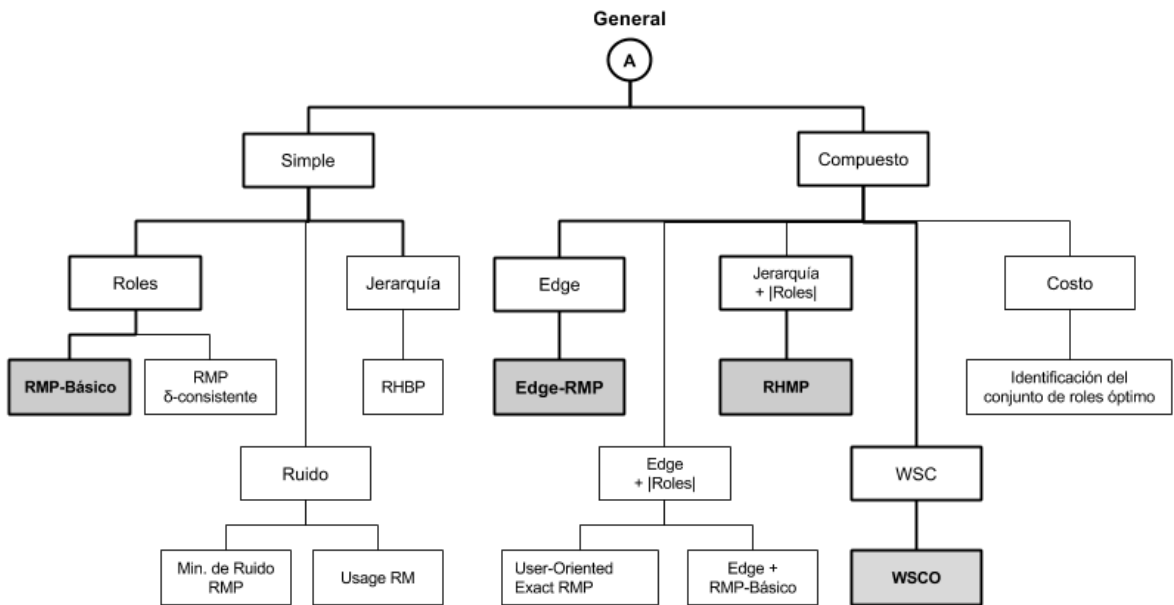 General
A
Simple
Compuesto
Roles
Jerarquía
Edge
Jerarquía
+ |Roles|
Costo
RMP-Básico
RMP
δ-consistente
RHBP
Edge-RMP
RHMP
Identificación del
conjunto de roles óptimo
Ruido
Edge
+ |Roles|
WSC
Min. de Ruido
RMP
Usage RM
User-Oriented
Exact RMP
Edge +
RMP-Básico
WSCO